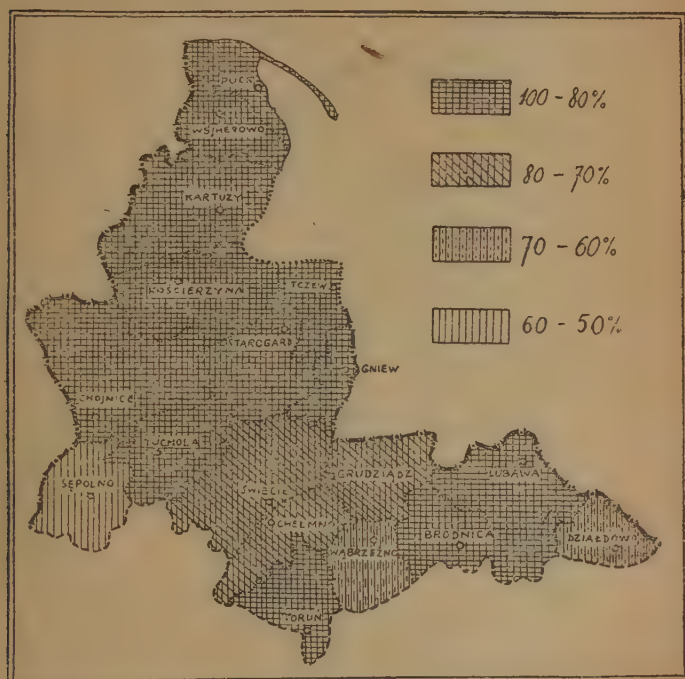 PUCK
100-80%
WEJHEROWO
80-70%
KARTUZY
70-60%
KOŚCIERZYNA
TCZEW
60-50%
STAROGARD
GNIEW
CHOJNICE
TUCHOLA
LUBAWA
SĘPOLNO
GRUDZIĄDZ
ŚWIECIE
CHEŁMNO
BRODNICA
DZIAŁDOWO
WĄBRZEŹNO
TORUŃ